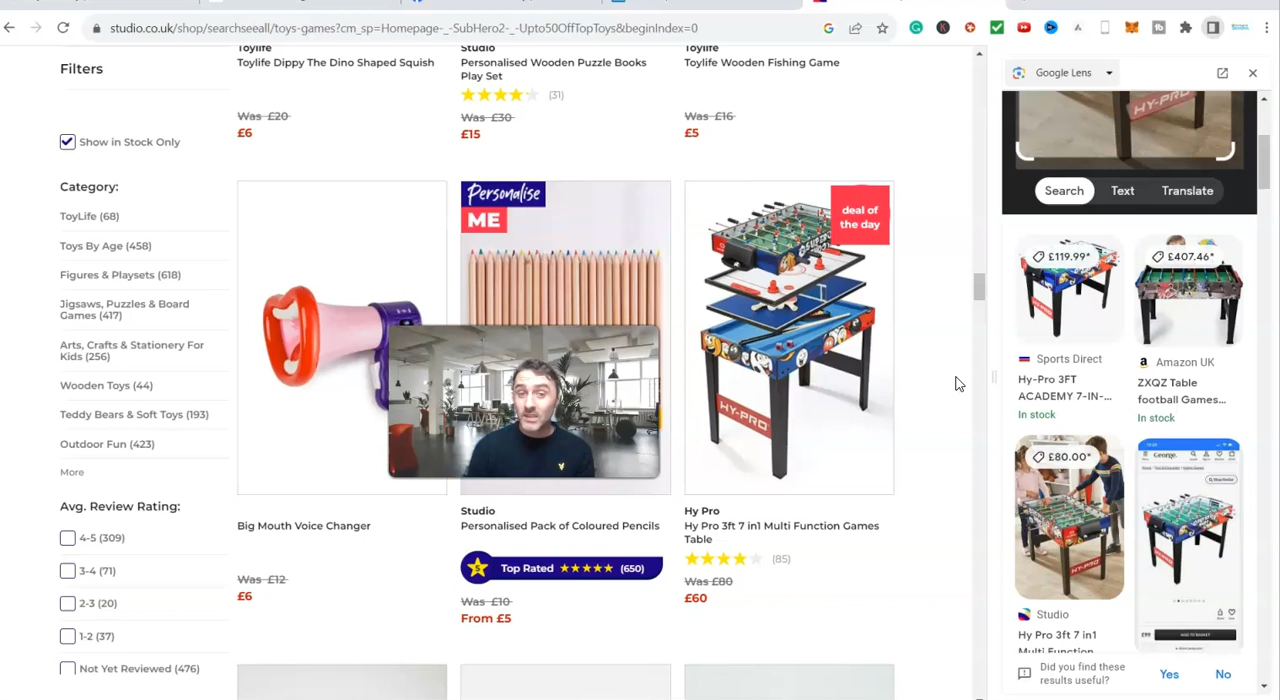 studio.co.uk/shop/searchseeall/toys-games?cm_sp=Homepage-_-SubHero2-_-Upto50OffTopToys&beginIndex=0
Filters
Show in Stock Only
Category:
ToyLife (68)
Toys By Age (458)
Figures & Playsets (618)
Jigsaws, Puzzles & Board
Games (417)
Arts, Crafts & Stationery For
Kids (256)
Wooden Toys (44)
Teddy Bears & Soft Toys (193)
Outdoor Fun (423)
More
Avg. Review Rating:
4-5 (309)
3-4 (71)
2-3 (20)
1-2 (37)
Not Yet Reviewed (476)
Toylife
Toylife Dippy The Dino Shaped Squish
Was £20
£6
Studio
Personalised Wooden Puzzle Books
Play Set
(31)
Was £30
£15
Toylife
Toylife Wooden Fishing Game
Was £16
£5
Big Mouth Voice Changer
Was £12
£6
Personalise
ME
Studio
Personalised Pack of Coloured Pencils
5
Top Rated
(650)
Was £10
From £5
deal of
the day
HY-PRO
Hy Pro
Hy Pro 3ft 7 in1 Multi Function Games
Table
(85)
Was £80
£60
Google Lens
HY-PRO
Search
Text
Translate
£119.99*
Sports Direct
Hy-Pro 3FT
ACADEMY 7-IN-...
In stock
£407.46*
Amazon UK
ZXQZ Table
football Games...
In stock
£80.00*
HY-PRO
Studio
Hy Pro 3ft 7 in1
Multi Function
George.
Did you find these
results useful?
Yes
No